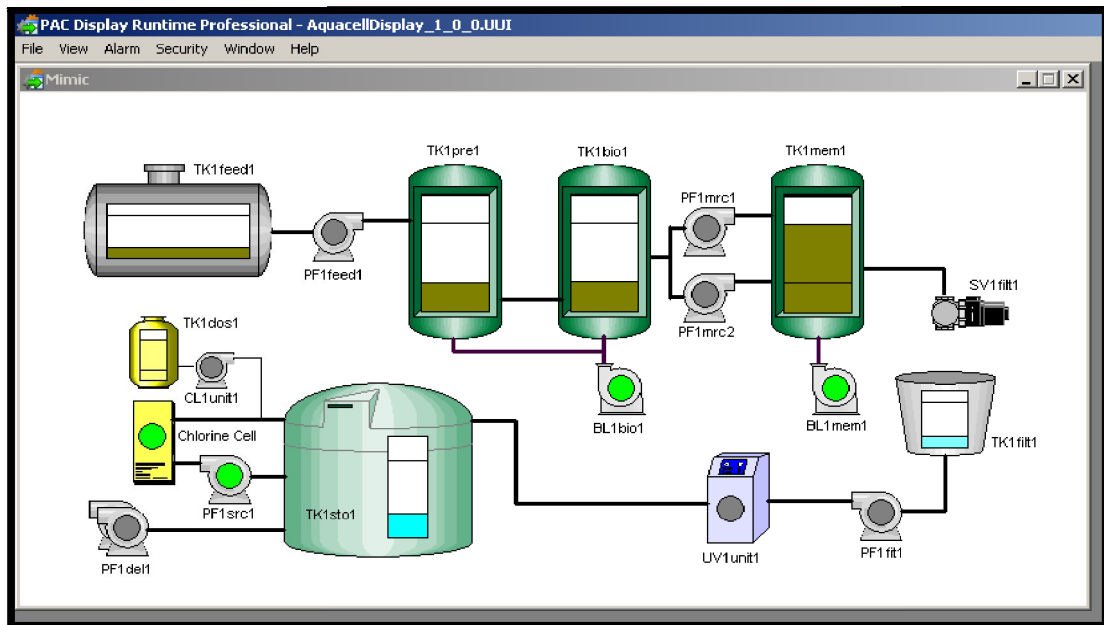 PAC Display Runtime Professional - AquacellDisplay_1_0_0.UUI
File View Alarm Security Window Help
Mimic
TK1feed1
TK1pre1
TK1bio1
TK1mem1
PF1mrc1
PF1feed1
SV1filt1
PF1mrc2
TK1dos1
CL1unit1
BL1bio1
BL1mem1
Chlorine Cell
TK1filt1
PF1src1
TK1sto1
UV1unit1
PF1fit1
PF1del1